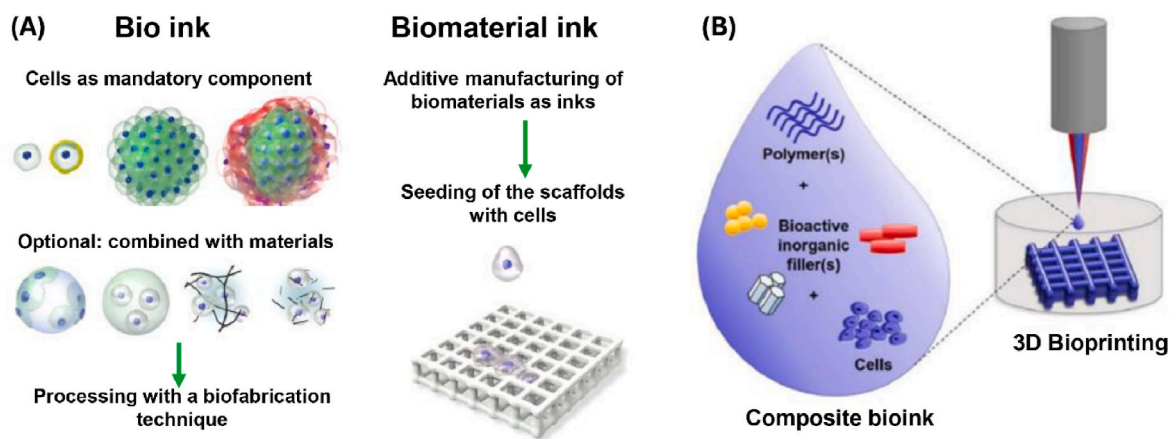 (A)
Bio ink
Cells as mandatory component
Optional: combined with materials
Processing with a biofabrication
technique
Biomaterial ink
Additive manufacturing of
biomaterials as inks
Seeding of the scaffolds
with cells
(B)
Polymer(s)
+
Bioactive
inorganic
filler(s)
+
Cells
Composite bioink
3D Bioprinting